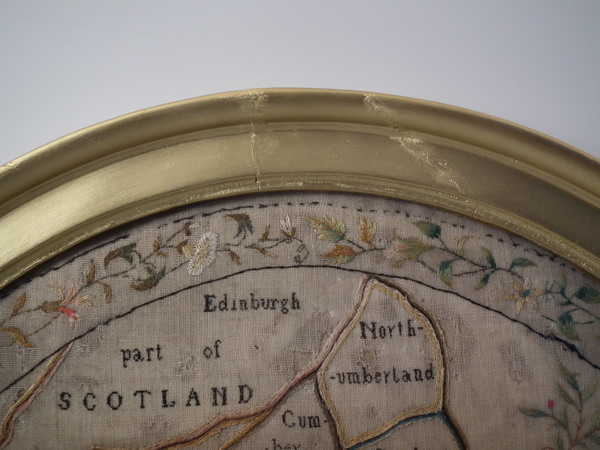 Edinburgh
part of
SCOTLAND
North-
-umberland
Cum-